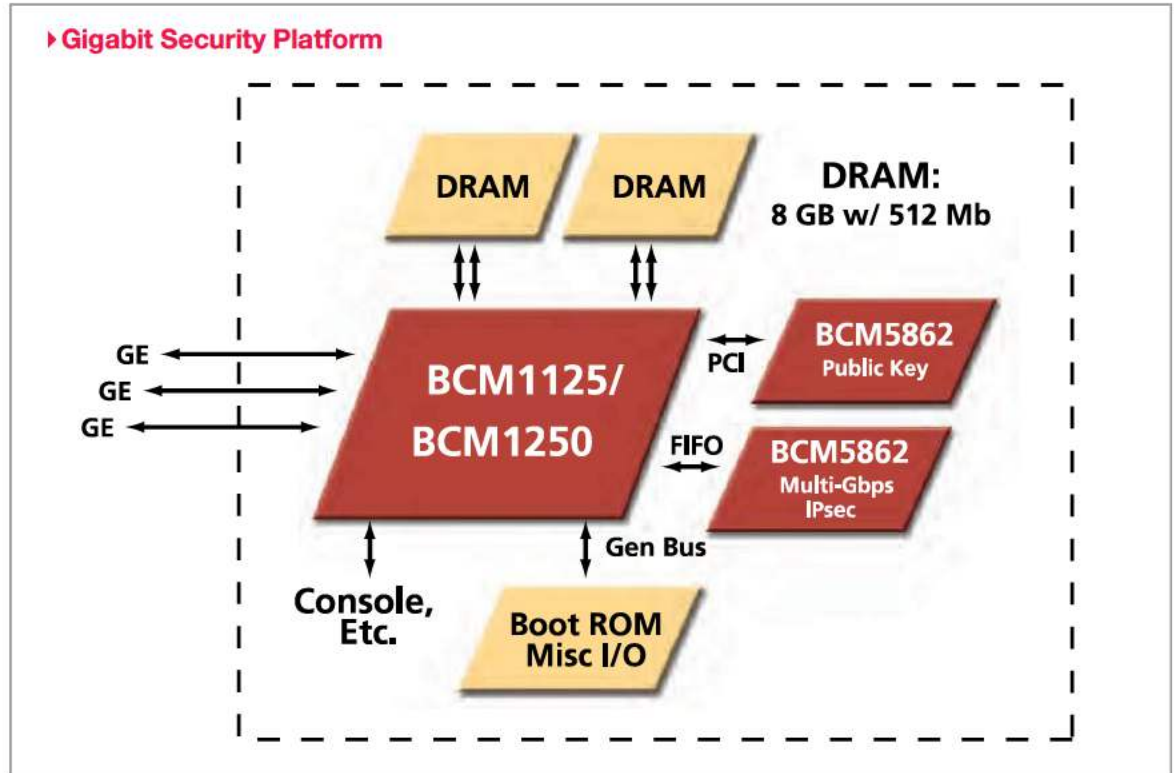 Gigabit Security Platform
DRAM
DRAM
DRAM:
8 GB w/ 512 Mb
GE
GE
GE
BCM1125/
BCM1250
PCI
BCM5862
Public Key
FIFO
BCM5862
Multi-Gbps
IPsec
Gen Bus
Console,
Etc.
Boot ROM
Misc I/O